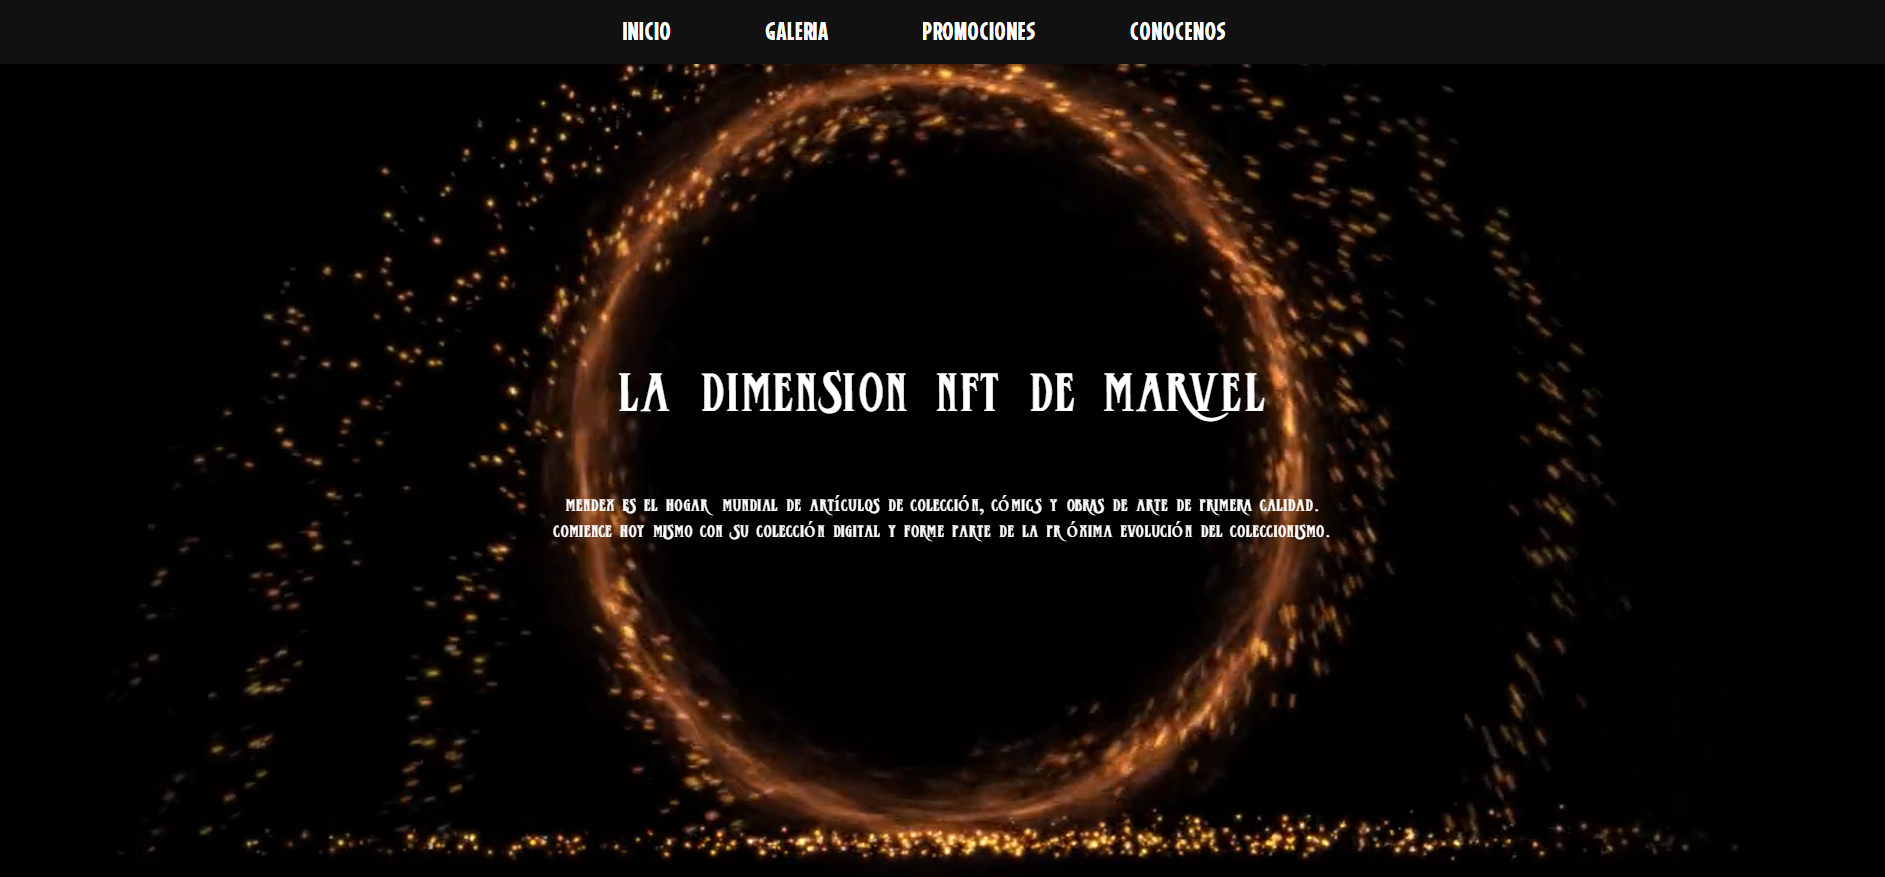 INICIO GALERIA PROMOCIONES CONOCENOS
LA DIMENSION NFT DE MARVEL
MENDEX ES EL HOGAR MUNDIAL DE ARTÍCULOS DE COLECCIÓN, CÓMICS Y OBRAS DE ARTE DE PRIMERA CALIDAD.
COMIENCE HOY MISMO CON SU COLECCIÓN DIGITAL Y FORME PARTE DE LA PRÓXIMA EVOLUCIÓN DEL COLECCIONISMO.